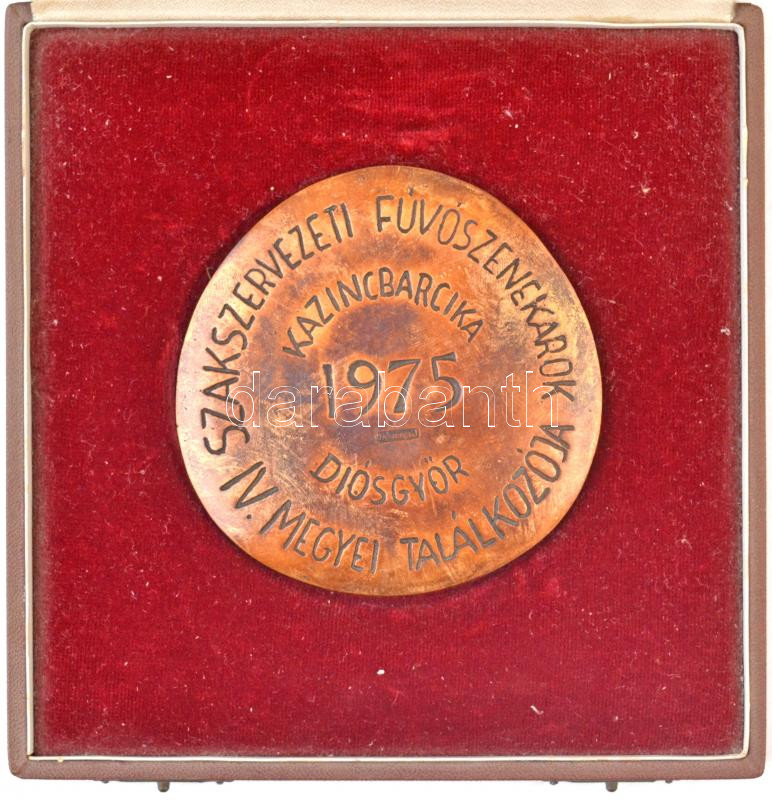 SZAKSZERVEZETI FÚVÓSZENEKAROK
IV. MEGYEI TALÁLKOZÓJA
KAZINCBARCIKA
1975
DIÓSGYŐR
darabanth